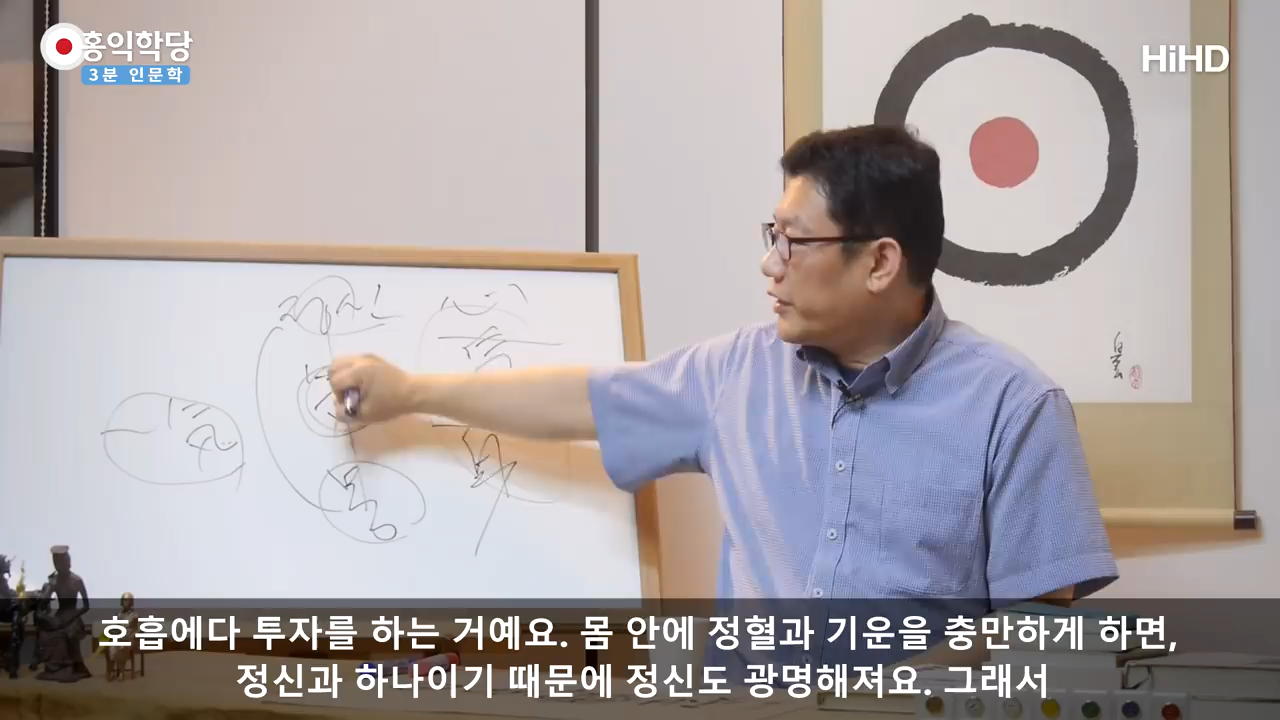 홍익학당
3분 인문학
HiHD
정신
몸
호흡에다 투자를 하는 거예요. 몸 안에 정혈과 기운을 충만하게 하면,
정신과 하나이기 때문에 정신도 광명해져요. 그래서